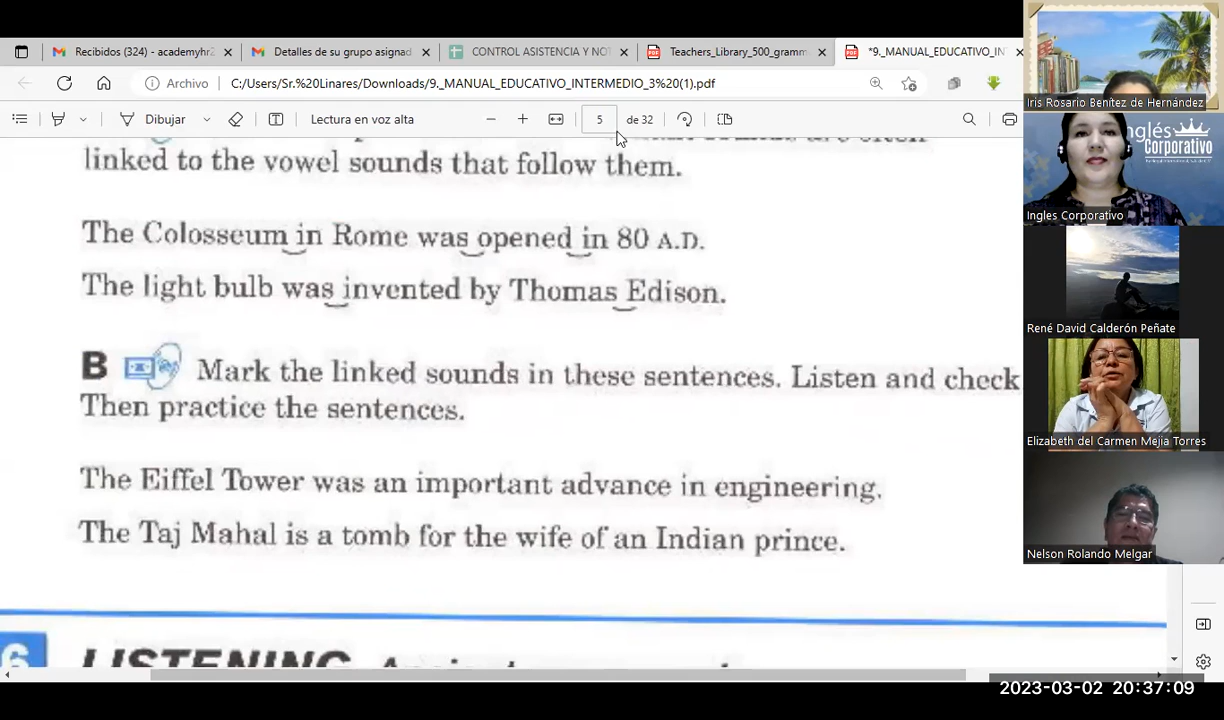 Recibidos (324) - academyhr2
Detalles de su grupo asignad
CONTROL ASISTENCIA Y NOT
Teachers_Library_500_gramm
*9._MANUAL_EDUCATIVO_IN
Archivo
C:/Users/Sr.%20Linares/Downloads/9._MANUAL_EDUCATIVO_INTERMEDIO_3%20(1).pdf
Dibujar
Lectura en voz alta
5
de 32
linked to the vowel sounds that follow them.
The Colosseum in Rome was opened in 80 A.D.
The light bulb was invented by Thomas Edison.
B Mark the linked sounds in these sentences. Listen and check
Then practice the sentences.
The Eiffel Tower was an important advance in engineering.
The Taj Mahal is a tomb for the wife of an Indian prince.
6 LISTENING
Iris Rosario Benítez de Hernández
Inglés
Corporativo
Ingles Corporativo
René David Calderón Peñate
Elizabeth del Carmen Mejia Torres
Nelson Rolando Melgar
2023-03-02 20:37:09